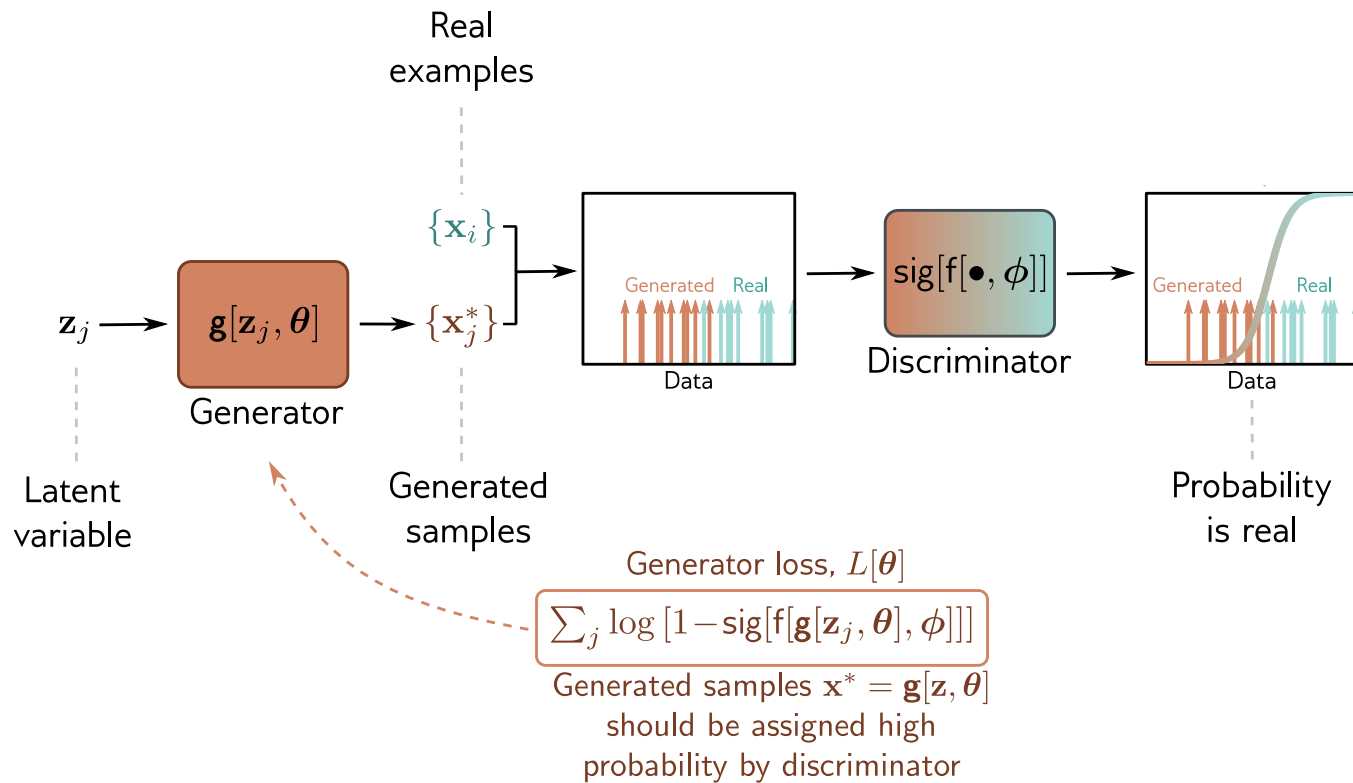 Real
examples
{x_i}
Generated Real
sig[f[•, ϕ]]
Generated Real
z_j
g[z_j, θ]
{x_j^*}
Discriminator
Data
Data
Generator
Latent
variable
Generated
samples
Probability
is real
Generator loss, L[θ]
∑_j log [1−sig[f[g[z_j, θ], ϕ]]]
Generated samples x* = g[z, θ]
should be assigned high
probability by discriminator